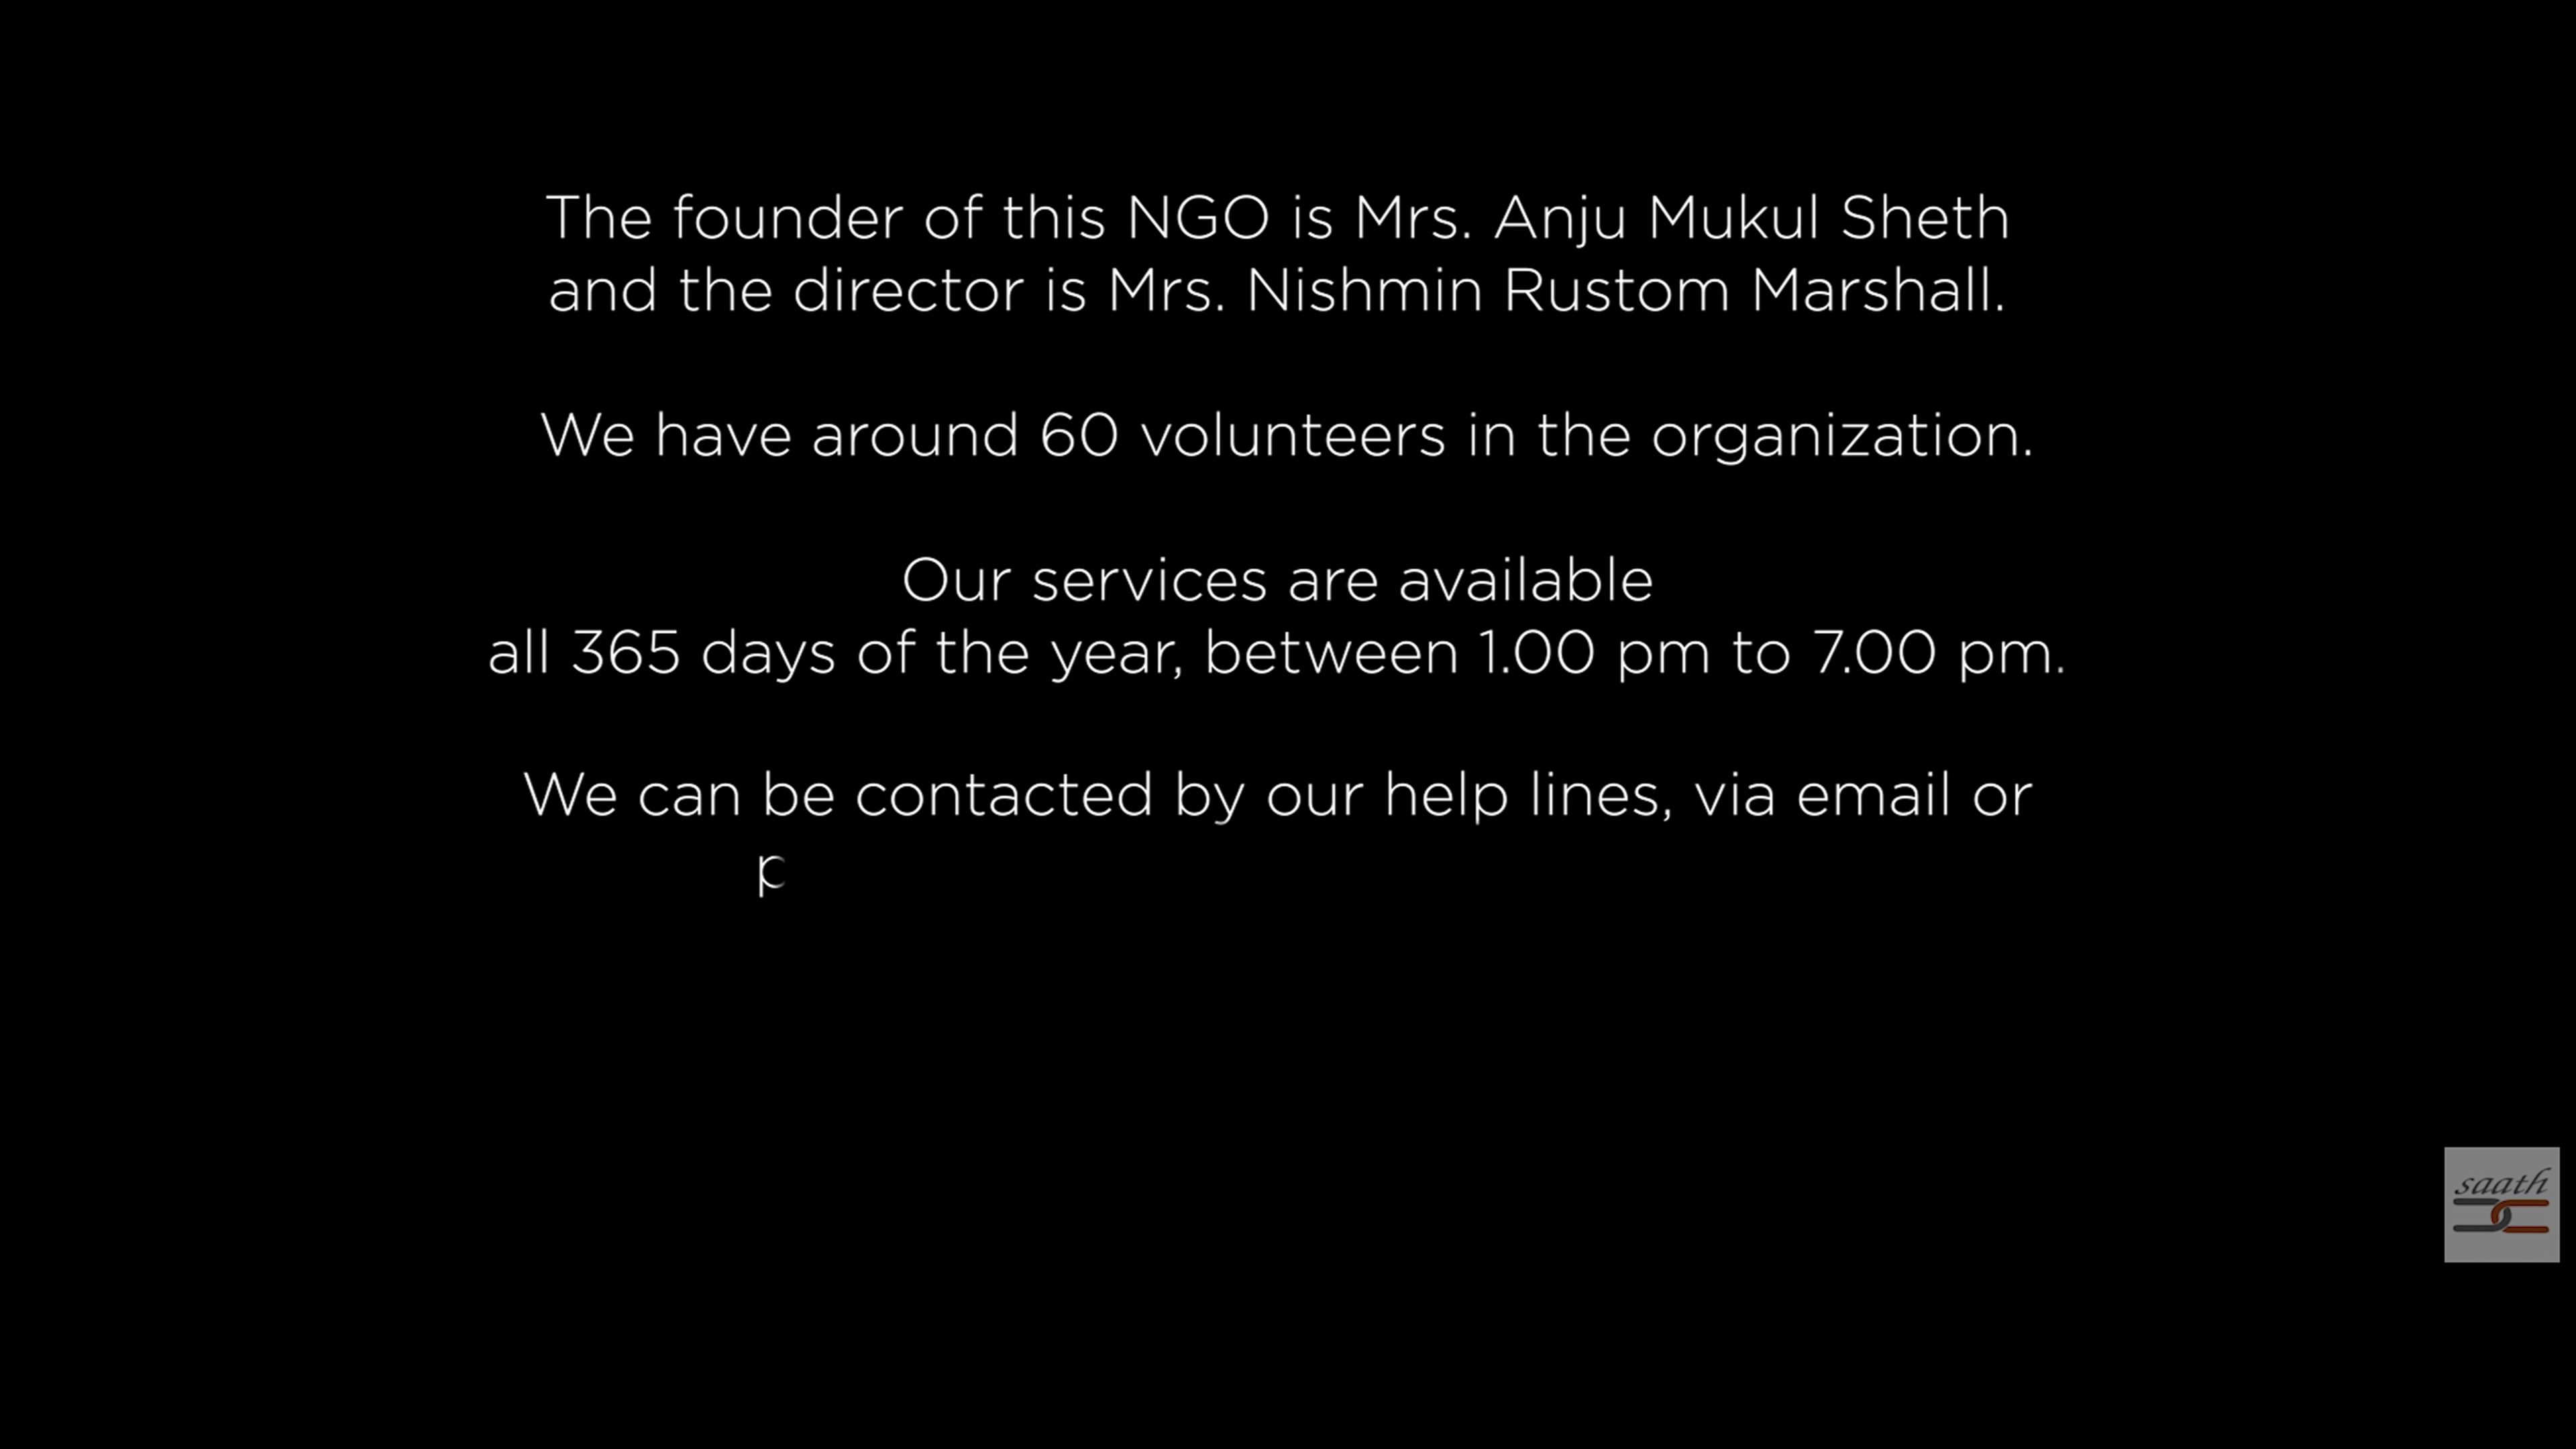 The founder of this NGO is Mrs. Anju Mukul Sheth
and the director is Mrs. Nishmin Rustom Marshall.
We have around 60 volunteers in the organization.
Our services are available
all 365 days of the year, between 1.00 pm to 7.00 pm.
We can be contacted by our help lines, via email or
p
saath